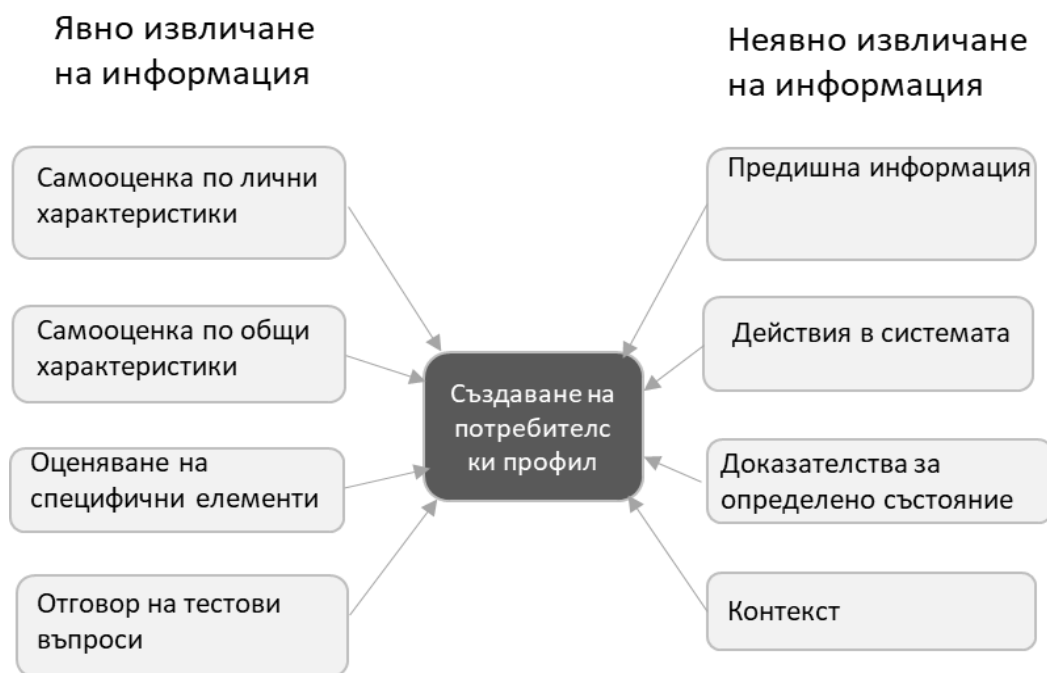 Явно извличане
на информация
Неявно извличане
на информация
Самооценка по лични
характеристики
Самооценка по общи
характеристики
Оценяване на
специфични елементи
Отговор на тестови
въпроси
Създаване на
потребителс
ки профил
Предишна информация
Действия в системата
Доказателства за
определено състояние
Контекст